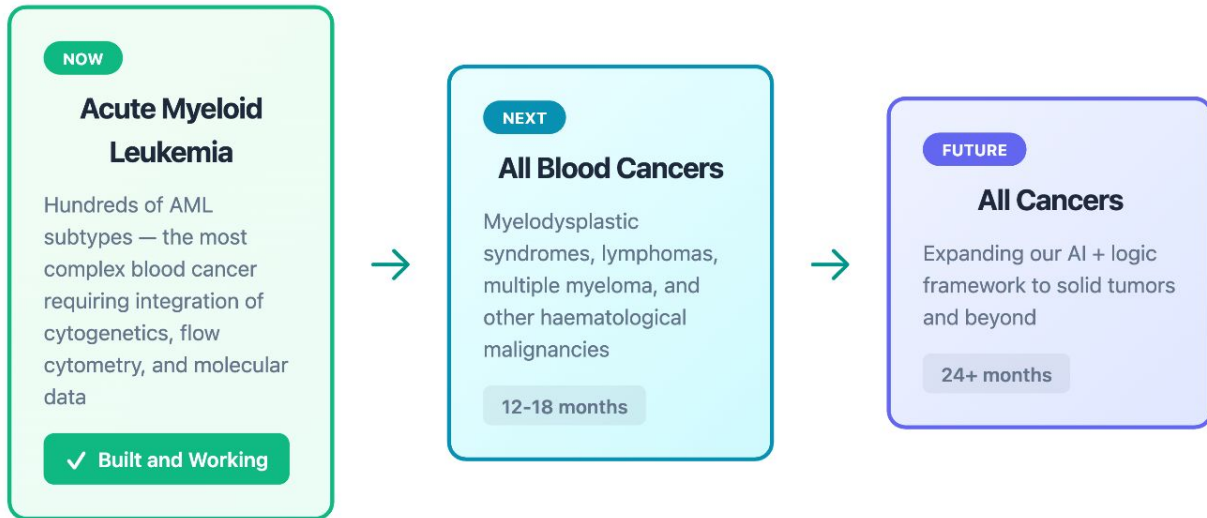 NOW
Acute Myeloid
Leukemia
Hundreds of AML
subtypes — the most
complex blood cancer
requiring integration of
cytogenetics, flow
cytometry, and molecular
data
✓ Built and Working
NEXT
All Blood Cancers
Myelodysplastic
syndromes, lymphomas,
multiple myeloma, and
other haematological
malignancies
12-18 months
FUTURE
All Cancers
Expanding our AI + logic
framework to solid tumors
and beyond
24+ months